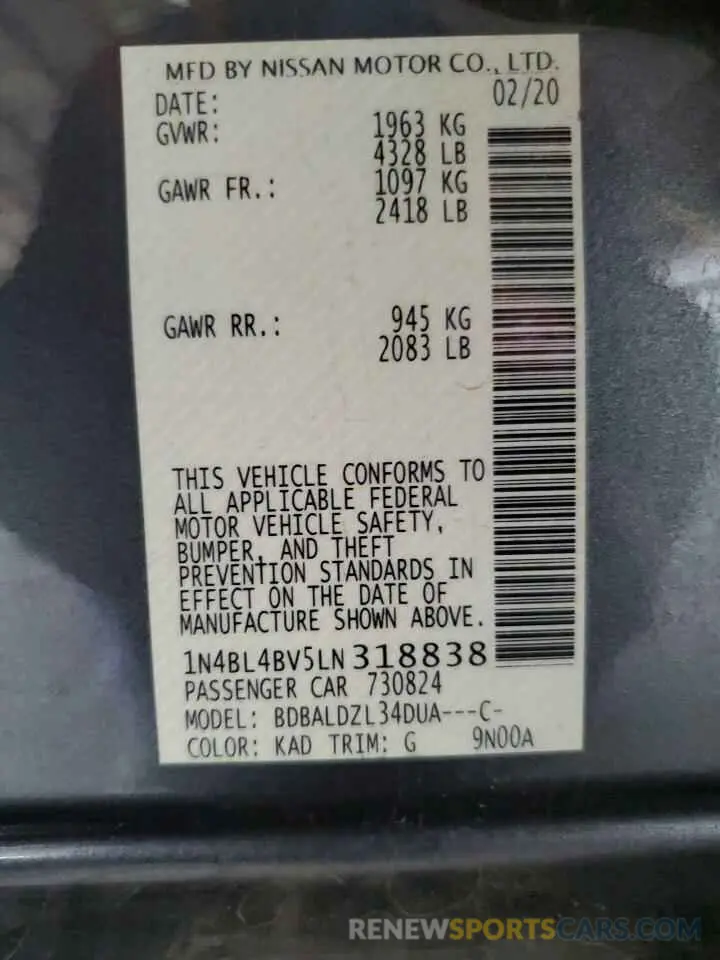 MFD BY NISSAN MOTOR CO., LTD.
DATE: 02/20
GVWR: 1963 KG
4328 LB
GAWR FR.: 1097 KG
2418 LB
GAWR RR.: 945 KG
2083 LB
THIS VEHICLE CONFORMS TO
ALL APPLICABLE FEDERAL
MOTOR VEHICLE SAFETY,
BUMPER, AND THEFT
PREVENTION STANDARDS IN
EFFECT ON THE DATE OF
MANUFACTURE SHOWN ABOVE.
1N4BL4BV5LN318838
PASSENGER CAR 730824
MODEL: BDBALDZL34DUA---C-
COLOR: KAD TRIM: G 9N00A
RENEWSPORTSCARS.COM